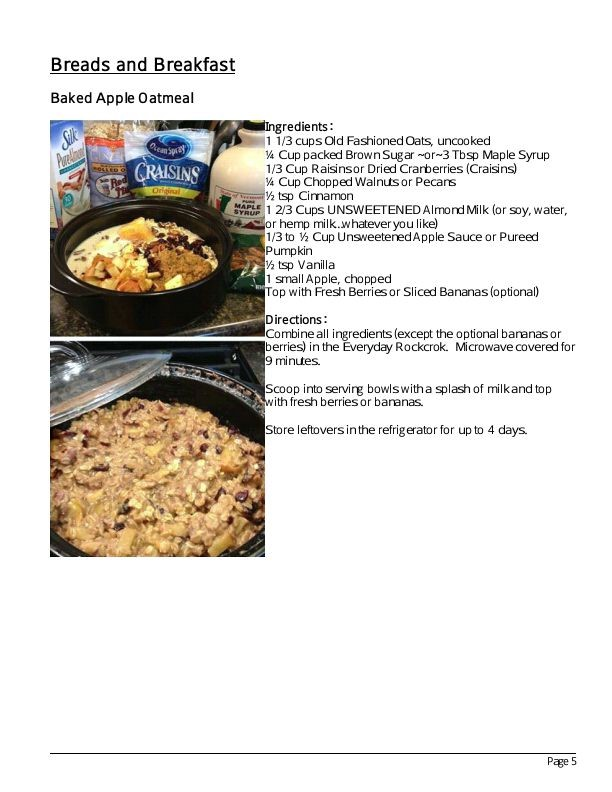 Breads and Breakfast
Baked Apple Oatmeal
Silk
Pure Almond
ROLLED O
Ocean Spray
CRAISINS
Original
PURE
MAPLE
SYRUP
Ingredients:
1 1/3 cups Old Fashioned Oats, uncooked
¼ Cup packed Brown Sugar ~or~3 Tbsp Maple Syrup
1/3 Cup Raisins or Dried Cranberries (Craisins)
¼ Cup Chopped Walnuts or Pecans
½ tsp Cinnamon
1 2/3 Cups UNSWEETENED Almond Milk (or soy, water,
or hemp milk...whatever you like)
1/3 to ½ Cup Unsweetened Apple Sauce or Pureed
Pumpkin
½ tsp Vanilla
1 small Apple, chopped
Top with Fresh Berries or Sliced Bananas (optional)
Directions:
Combine all ingredients (except the optional bananas or
berries) in the Everyday Rockcrok. Microwave covered for
9 minutes.
Scoop into serving bowls with a splash of milk and top
with fresh berries or bananas.
Store leftovers in the refrigerator for up to 4 days.
Page 5